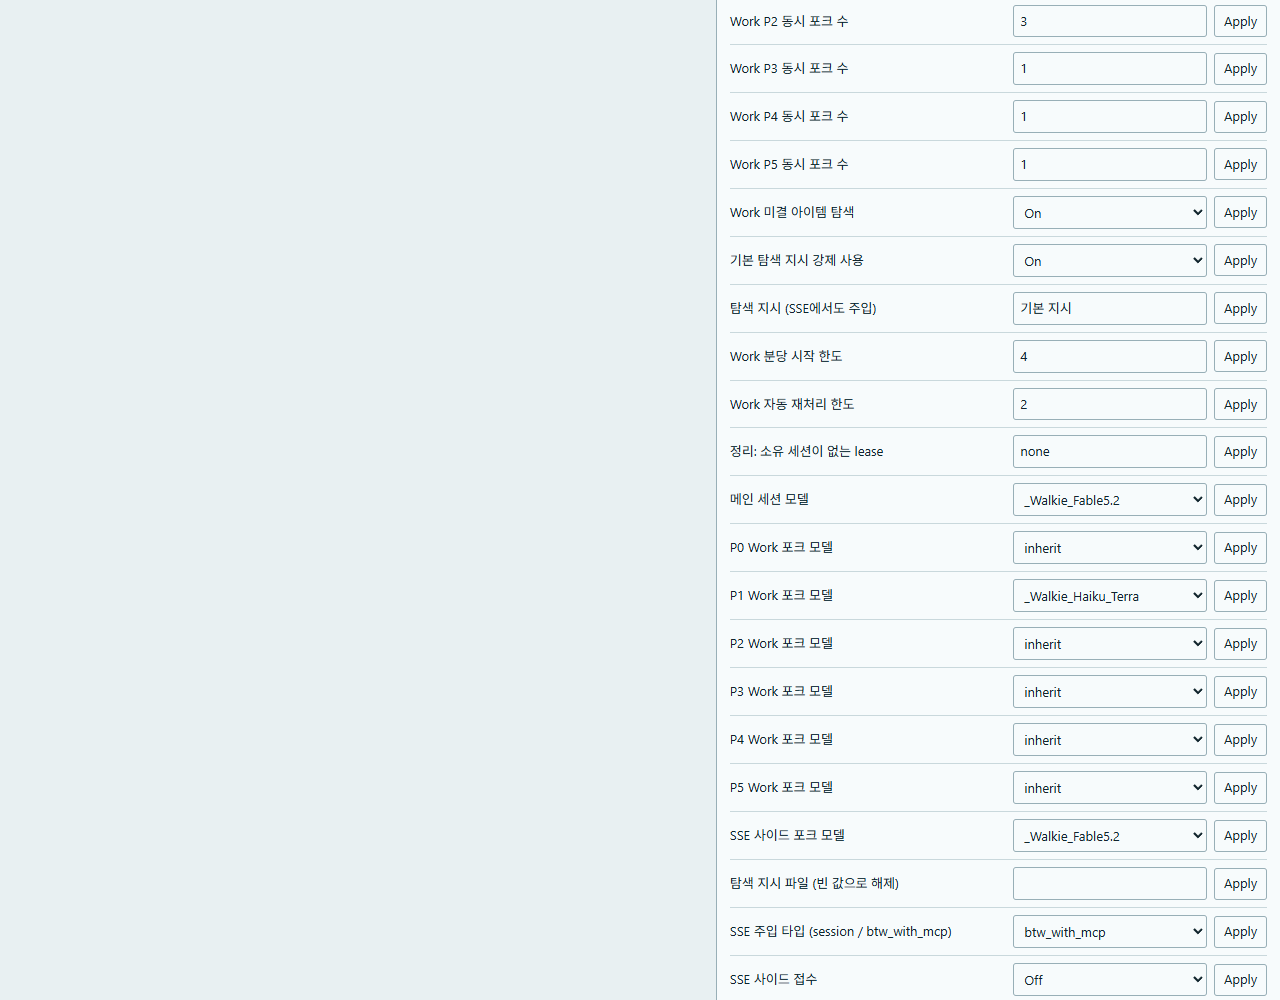 Work P2 동시 포크 수 3 Apply
Work P3 동시 포크 수 1 Apply
Work P4 동시 포크 수 1 Apply
Work P5 동시 포크 수 1 Apply
Work 미결 아이템 탐색 On Apply
기본 탐색 지시 강제 사용 On Apply
탐색 지시 (SSE에서도 주입) 기본 지시 Apply
Work 분당 시작 한도 4 Apply
Work 자동 재처리 한도 2 Apply
정리: 소유 세션이 없는 lease none Apply
메인 세션 모델 _Walkie_Fable5.2 Apply
P0 Work 포크 모델 inherit Apply
P1 Work 포크 모델 _Walkie_Haiku_Terra Apply
P2 Work 포크 모델 inherit Apply
P3 Work 포크 모델 inherit Apply
P4 Work 포크 모델 inherit Apply
P5 Work 포크 모델 inherit Apply
SSE 사이드 포크 모델 _Walkie_Fable5.2 Apply
탐색 지시 파일 (빈 값으로 해제) Apply
SSE 주입 타입 (session / btw_with_mcp) btw_with_mcp Apply
SSE 사이드 접수 Off Apply